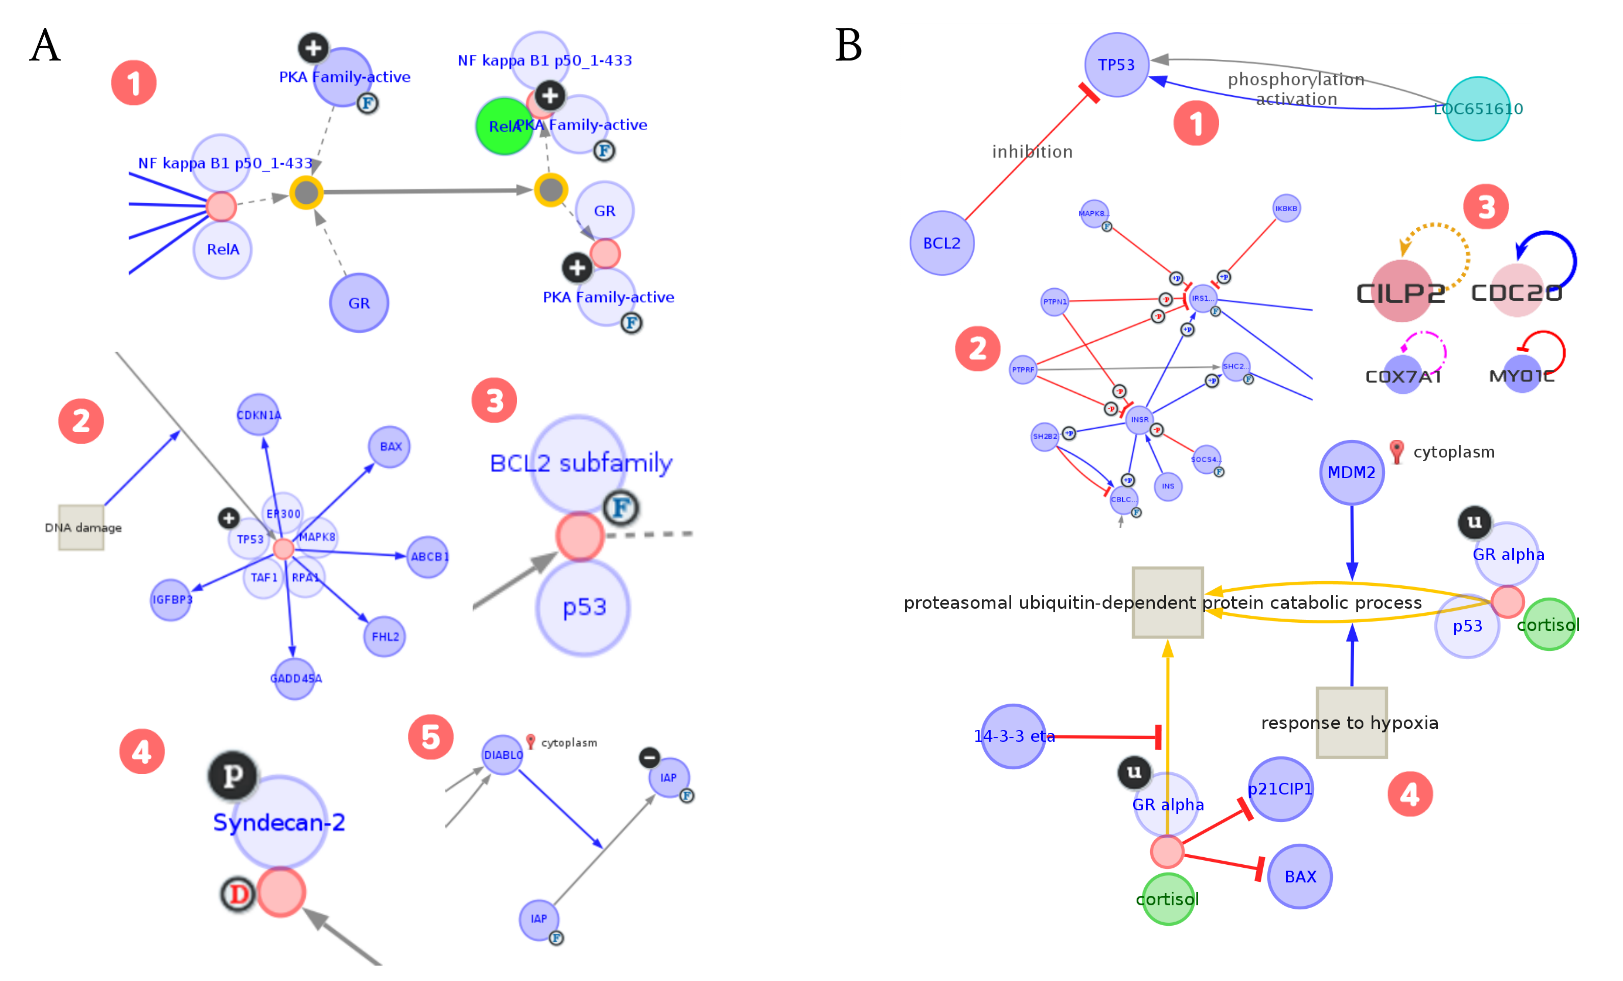 A
1
+
PKA Family-active
F
NF kappa B1 p50_1-433
RelA
GR
NF kappa B1 p50_1-433
+
RelA
PKA Family-active
F
GR
+
PKA Family-active
F
2
CDKN1A
BAX
DNA damage
+
EP300
TP53
MAPK8
ABCB1
TAF1
RPA1
IGFBP3
FHL2
GADD45A
3
BCL2 subfamily
F
p53
4
p
Syndecan-2
D
5
DIABLO
cytoplasm
−
IAP
F
IAP
F
B
TP53
phosphorylation
activation
LOC651610
1
inhibition
BCL2
2
MAPK8...
F
IKBKB
+p
+p
PTPN1
-p
IRS1...
F
-p
+p
PTPRF
SHC2...
+p
F
-p
-p
INSR
SH2B2
+p
-p
SOCS4...
F
+p
INS
CBLC...
F
3
CILP2
CDC20
COX7A1
MYO1C
MDM2
cytoplasm
u
GR alpha
proteasomal ubiquitin-dependent protein catabolic process
p53
cortisol
14-3-3 eta
response to hypoxia
u
GR alpha
p21CIP1
4
BAX
cortisol